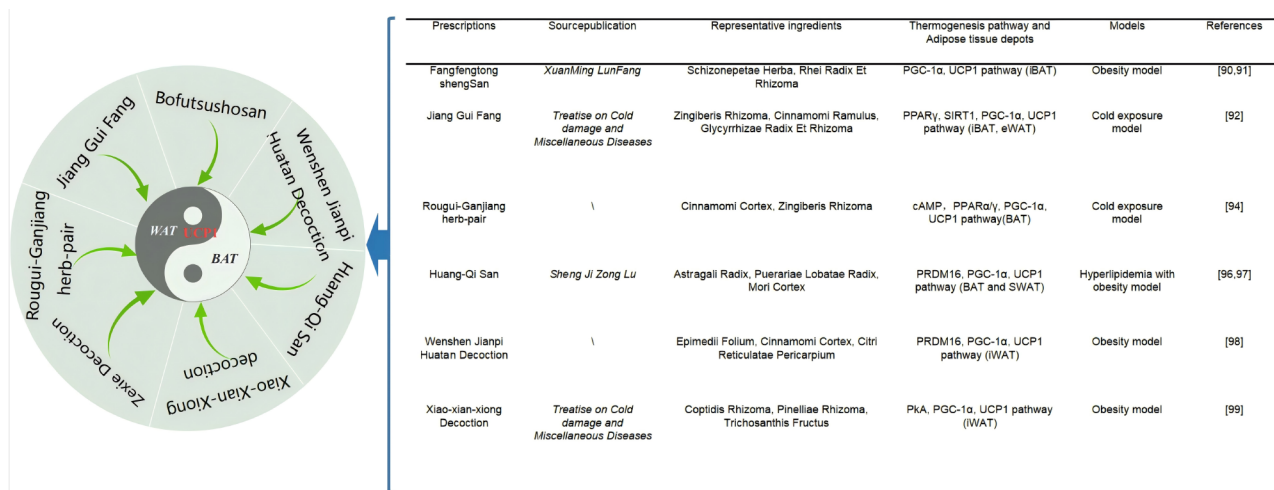 Bofutsushosan
Wenshen Jianpi
Huatan Decoction
Huang-Qi San
Xiao-Xian-Xiong
decoction
Zexie Decoction
Rougui-Ganjiang
herb-pair
Jiang Gui Fang
WAT
UCP1
BAT
Prescriptions Sourcepublication Representative ingredients Thermogenesis pathway and Models References
Adipose tissue depots
Fangfengtong XuanMing LunFang Schizonepetae Herba, Rhei Radix Et PGC-1α, UCP1 pathway (iBAT) Obesity model [90,91]
shengSan Rhizoma
Jiang Gui Fang Treatise on Cold Zingiberis Rhizoma, Cinnamomi Ramulus, PPARγ, SIRT1, PGC-1α, UCP1 Cold exposure [92]
damage and Glycyrrhizae Radix Et Rhizoma pathway (iBAT, eWAT) model
Miscellaneous Diseases
Rougui-Ganjiang \ Cinnamomi Cortex, Zingiberis Rhizoma cAMP，PPARα/γ, PGC-1α, Cold exposure [94]
herb-pair UCP1 pathway(BAT) model
Huang-Qi San Sheng Ji Zong Lu Astragali Radix, Puerariae Lobatae Radix, PRDM16, PGC-1α, UCP1 Hyperlipidemia with [96,97]
Mori Cortex pathway (BAT and SWAT) obesity model
Wenshen Jianpi \ Epimedii Folium, Cinnamomi Cortex, Citri PRDM16, PGC-1α, UCP1 Obesity model [98]
Huatan Decoction Reticulatae Pericarpium pathway (iWAT)
Xiao-xian-xiong Treatise on Cold Coptidis Rhizoma, Pinelliae Rhizoma, PkA, PGC-1α, UCP1 pathway Obesity model [99]
Decoction damage and Trichosanthis Fructus (iWAT)
Miscellaneous Diseases